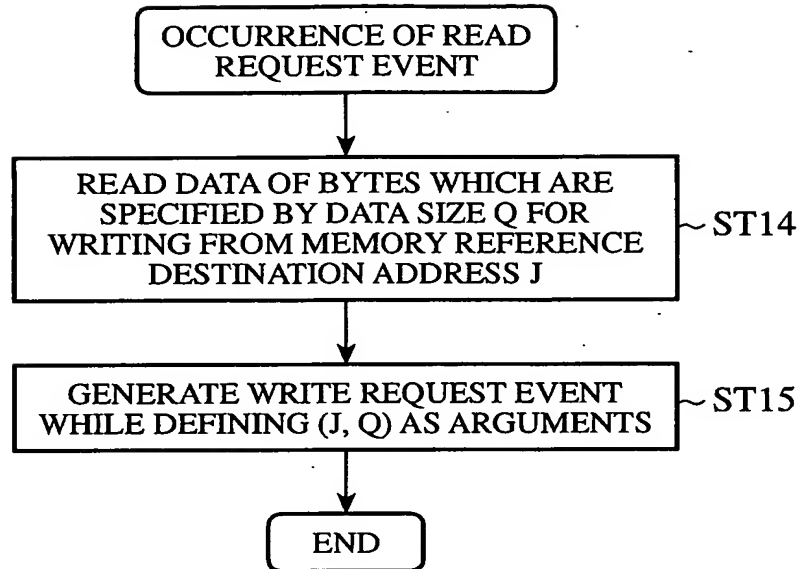 OCCURRENCE OF READ
REQUEST EVENT
READ DATA OF BYTES WHICH ARE
SPECIFIED BY DATA SIZE Q FOR
WRITING FROM MEMORY REFERENCE
DESTINATION ADDRESS J
~ ST14
GENERATE WRITE REQUEST EVENT
WHILE DEFINING (J, Q) AS ARGUMENTS
~ ST15
END